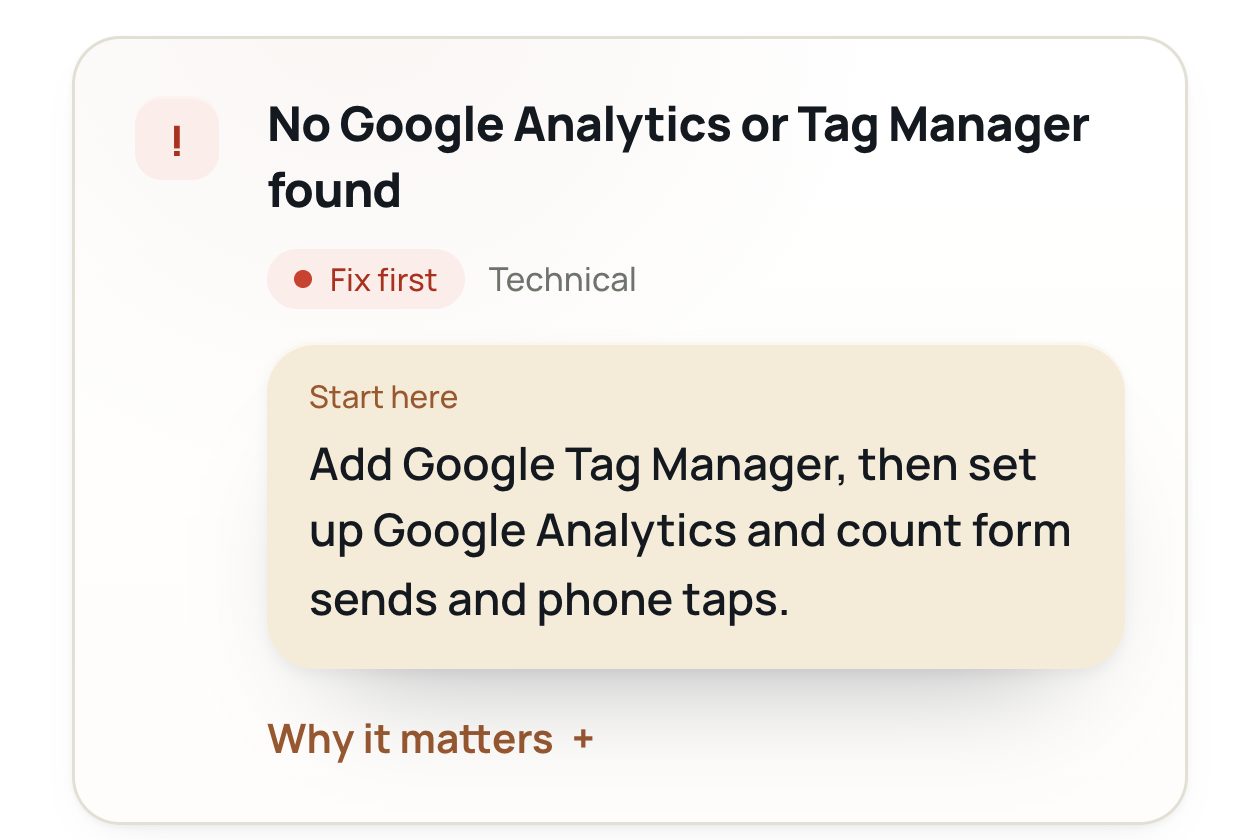 !
No Google Analytics or Tag Manager
found
Fix first
Technical
Start here
Add Google Tag Manager, then set
up Google Analytics and count form
sends and phone taps.
Why it matters +